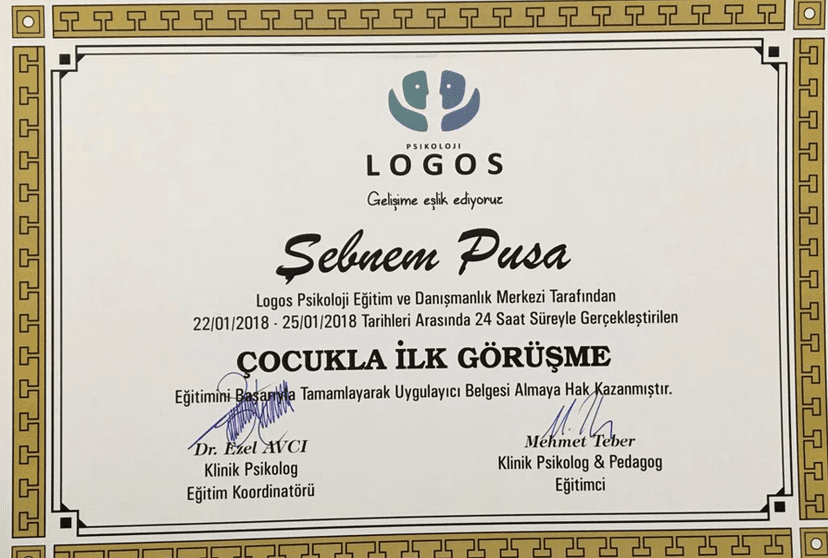 PSIKOLOJI
LOGOS
Gelişime eşlik ediyoruz
Şebnem Pusa
Logos Psikoloji Eğitim ve Danışmanlık Merkezi Tarafından
22/01/2018 - 25/01/2018 Tarihleri Arasında 24 Saat Süreyle Gerçekleştirilen
ÇOCUKLA İLK GÖRÜŞME
Eğitimini Başarıyla Tamamlayarak Uygulayıcı Belgesi Almaya Hak Kazanmıştır.
Dr. Ezel AVCI
Klinik Psikolog
Eğitim Koordinatörü
Mehmet Teber
Klinik Psikolog & Pedagog
Eğitimci